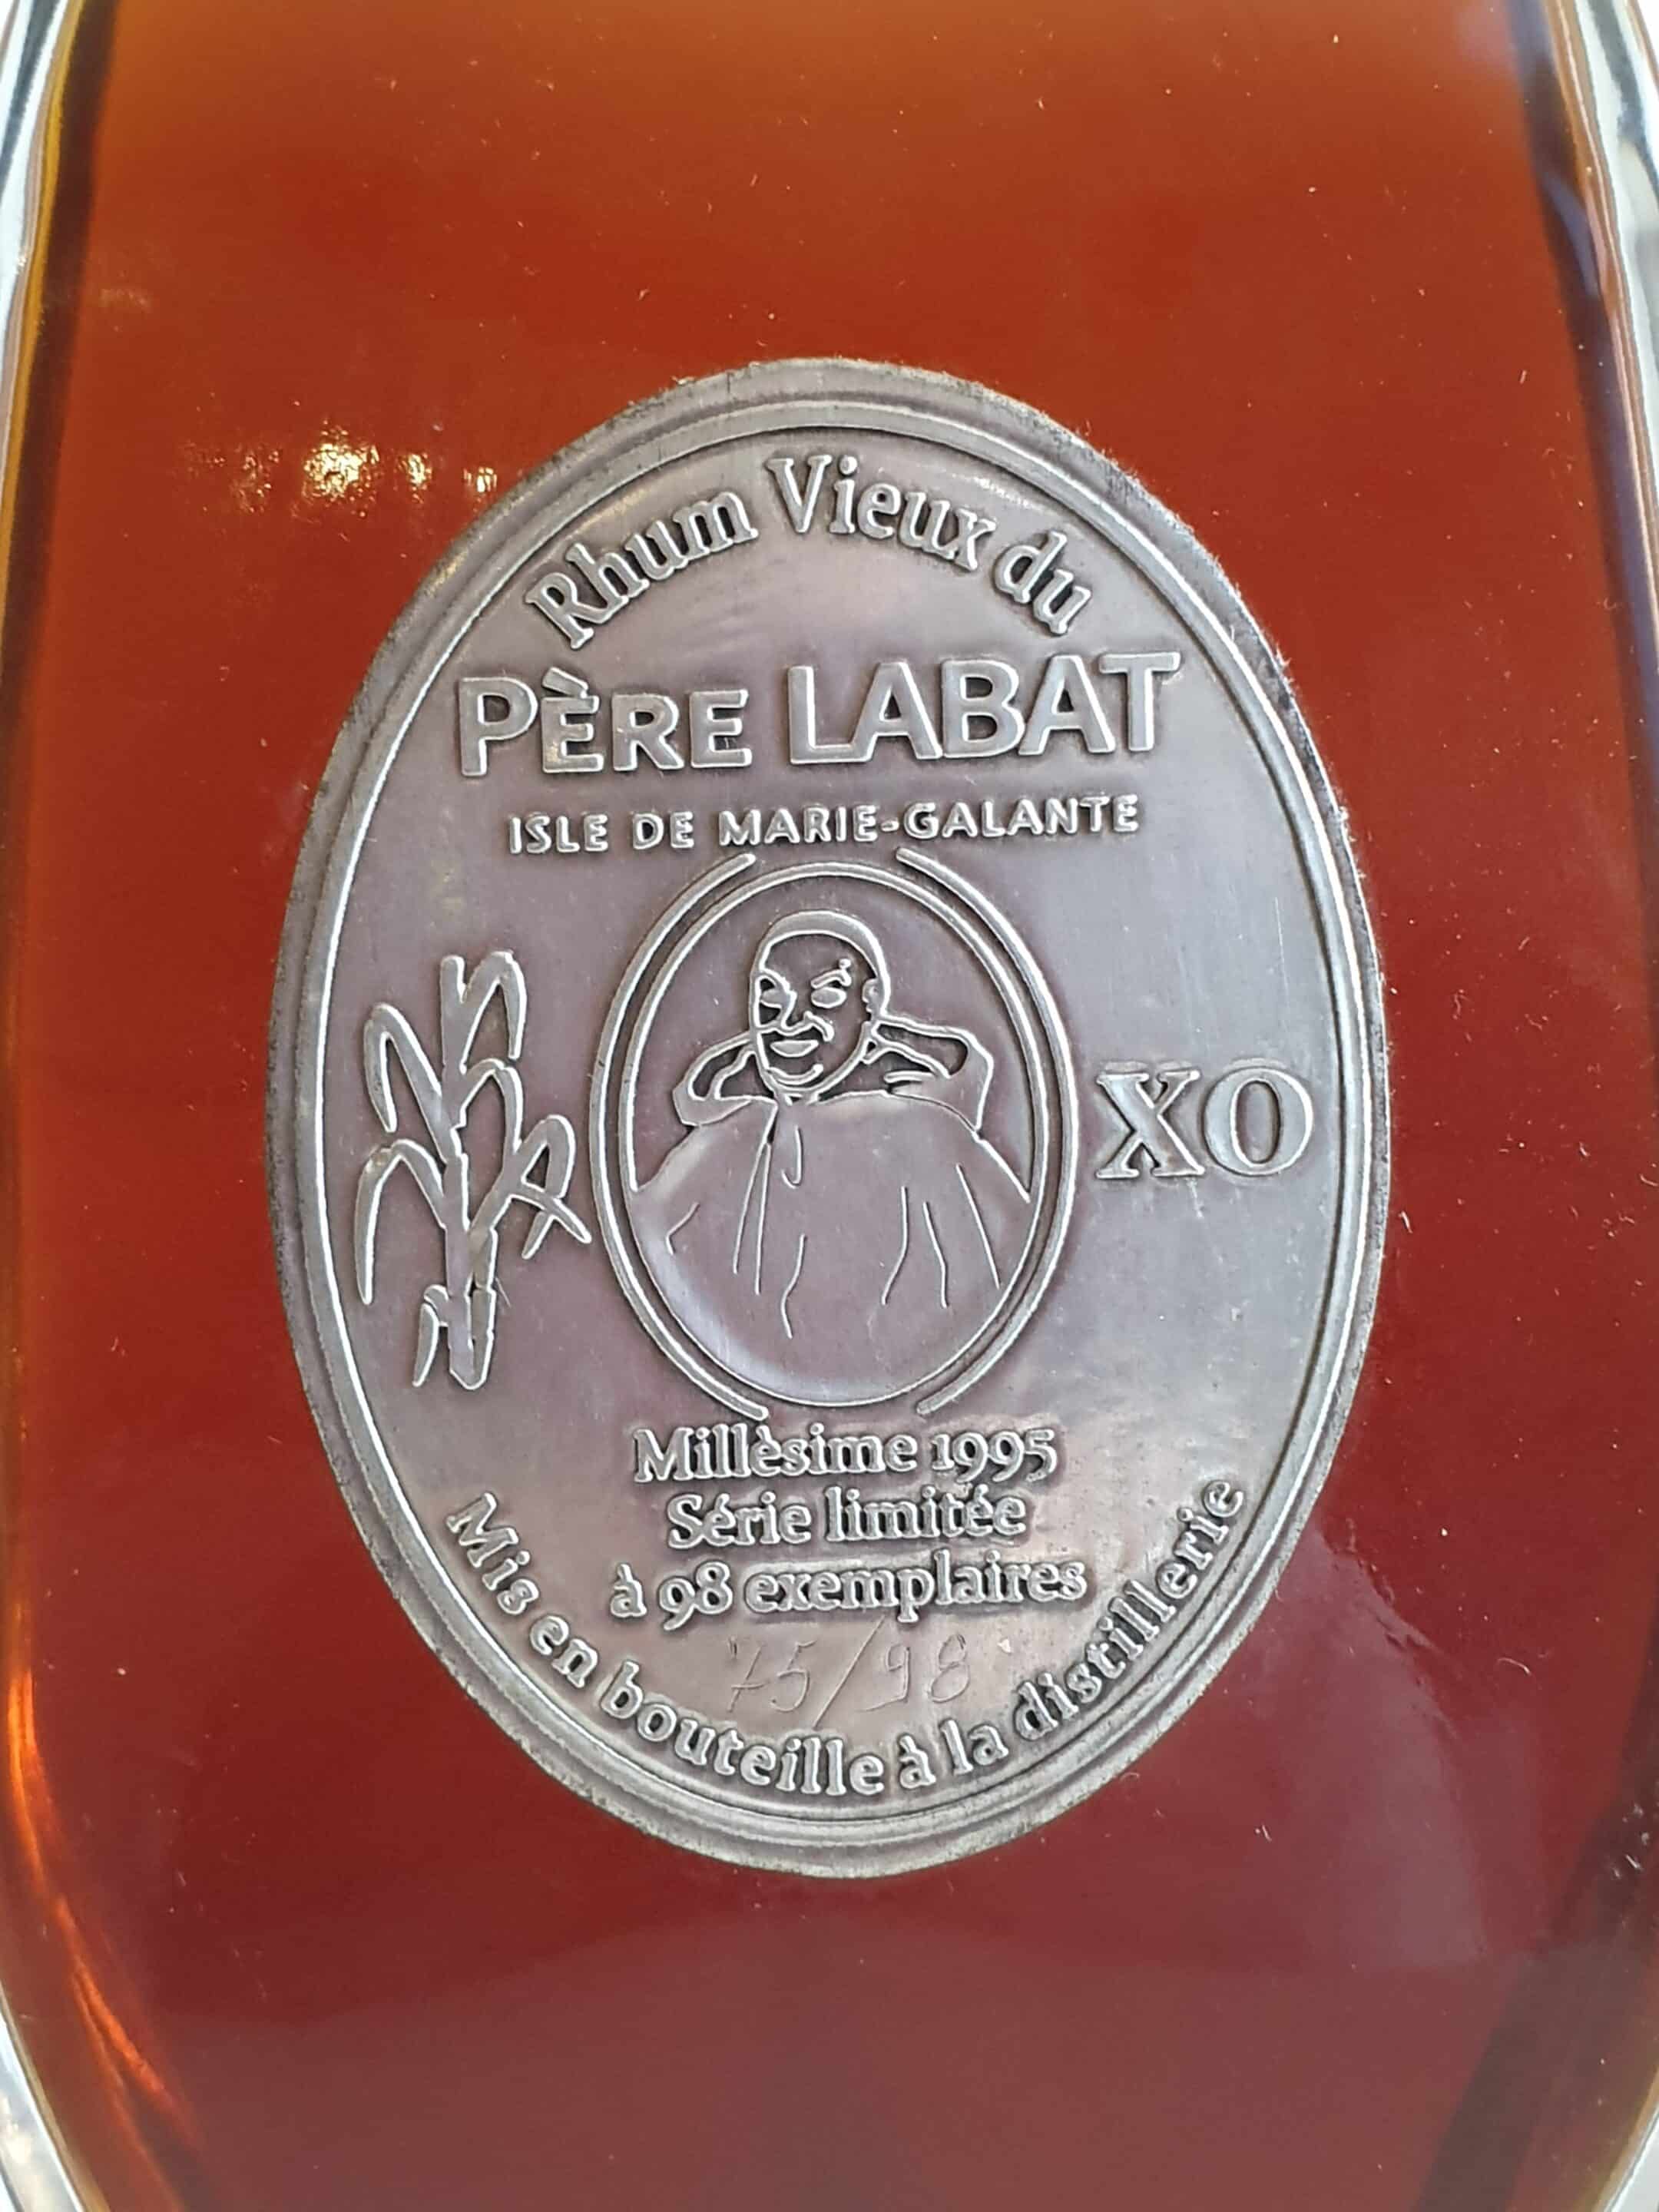 Rhum Vieux du
PÈRE LABAT
ISLE DE MARIE-GALANTE
XO
Millèsime 1995
Série limitée
à 98 exemplaires
75/98
Mis en bouteille à la distillerie